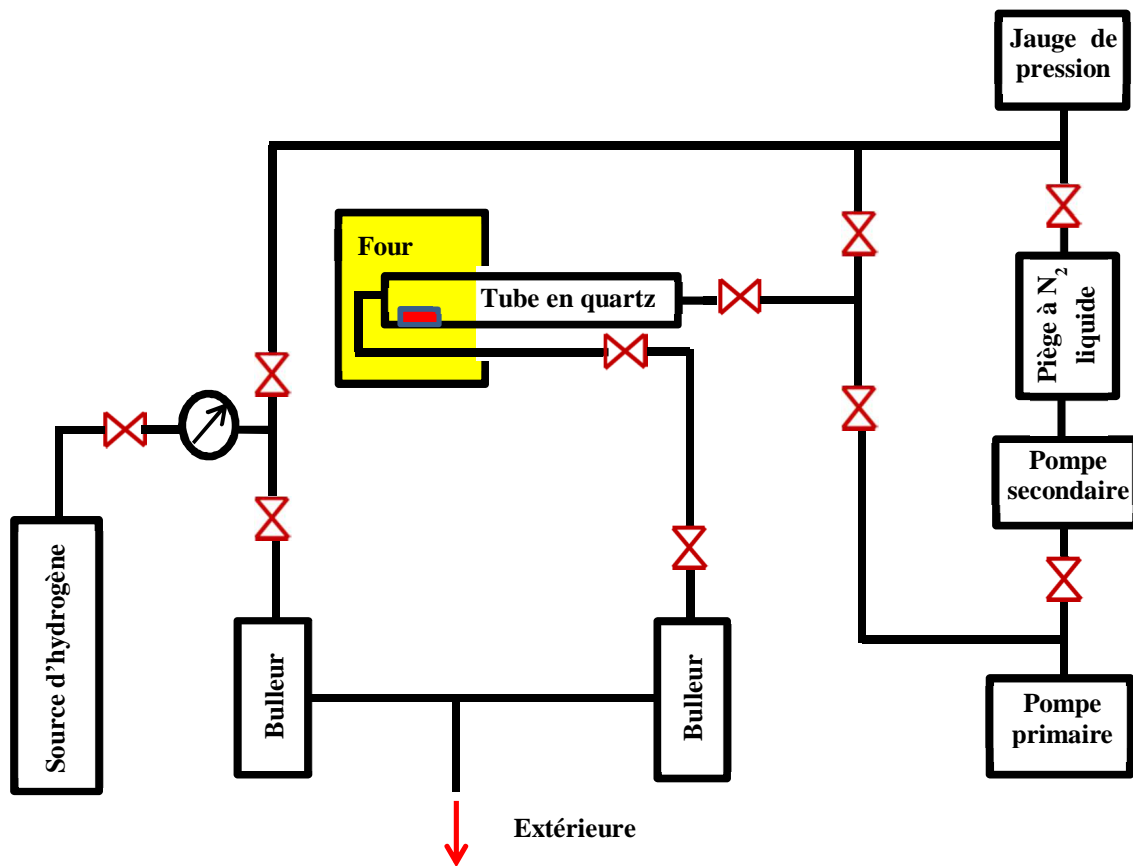 Jauge de
pression
Four
Tube en quartz
Piège à N₂
liquide
Pompe
secondaire
Source d'hydrogène
Bulleur
Bulleur
Pompe
primaire
Extérieure